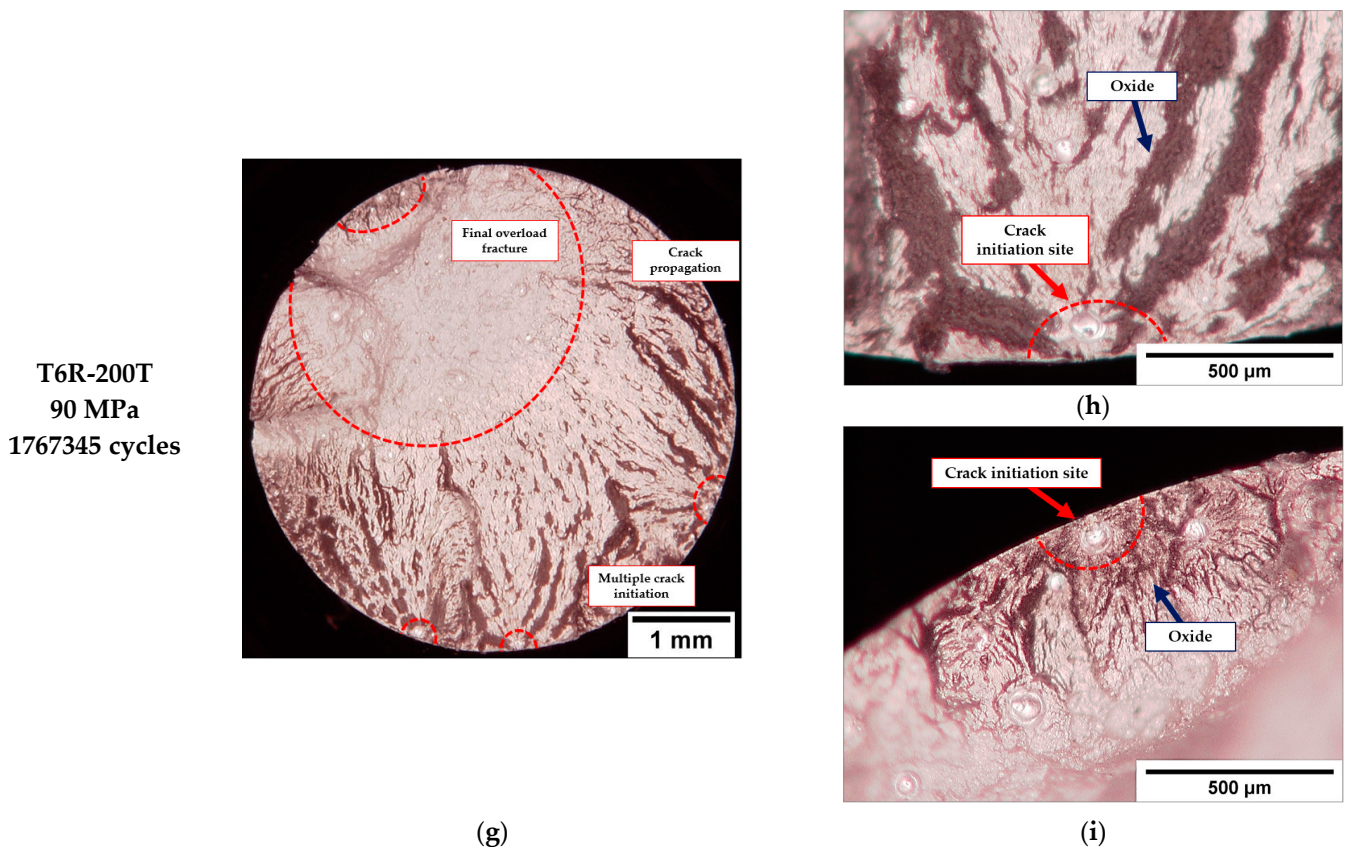 T6R-200T
90 MPa
1767345 cycles
Final overload
fracture
Crack
propagation
Multiple crack
initiation
1 mm
(g)
Oxide
Crack
initiation site
500 µm
(h)
Crack initiation site
Oxide
500 µm
(i)